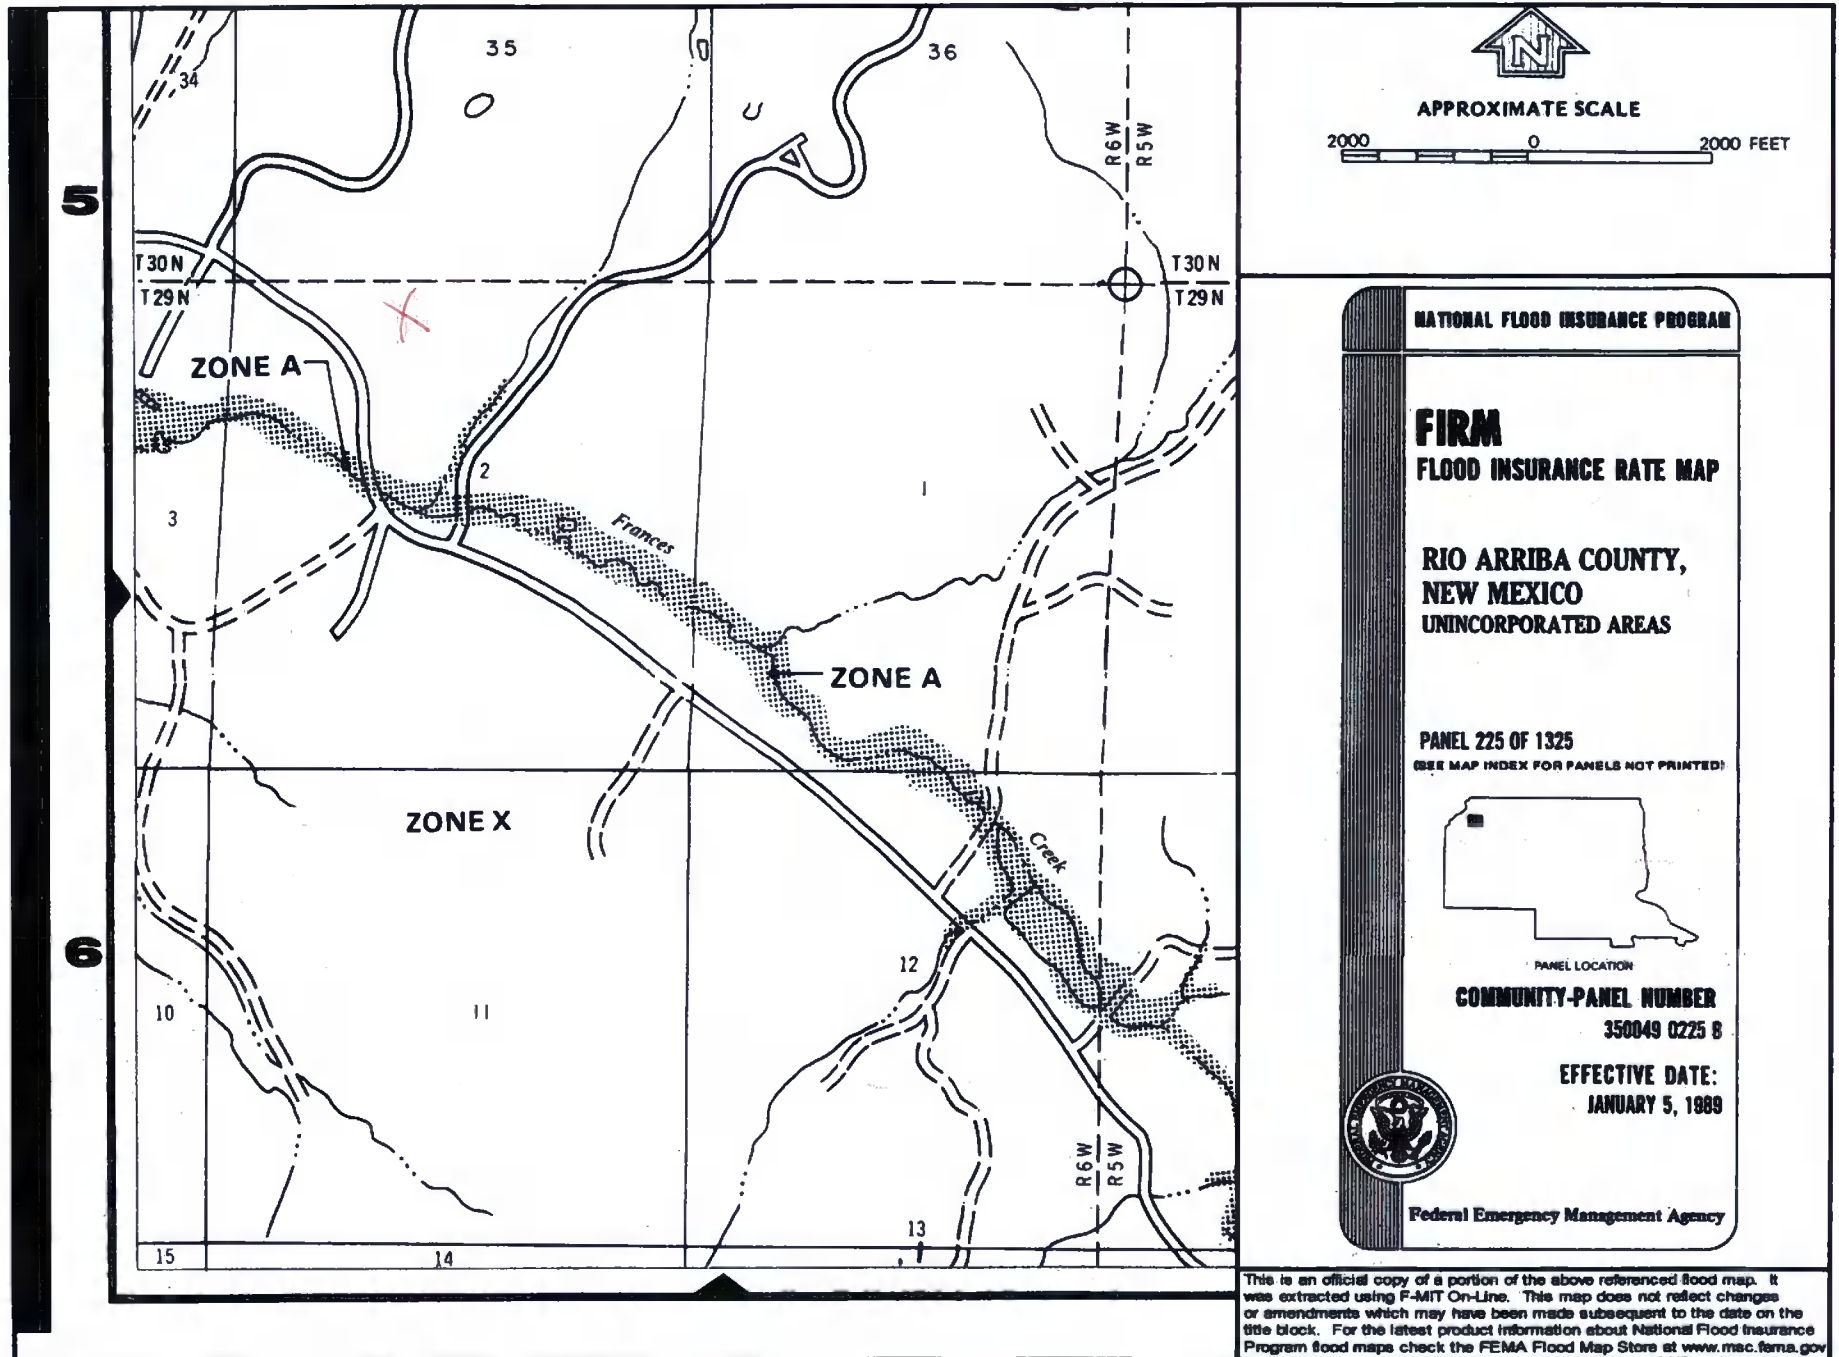 35
36
34
5
R6W
R5W
T30N
T29N
T30N
T29N
ZONE A
2
1
3
Frances
ZONE A
ZONE X
Creek
6
12
10
11
R6W
R5W
13
15
14
N
APPROXIMATE SCALE
2000 0 2000 FEET
NATIONAL FLOOD INSURANCE PROGRAM
FIRM
FLOOD INSURANCE RATE MAP
RIO ARRIBA COUNTY,
NEW MEXICO
UNINCORPORATED AREAS
PANEL 225 OF 1325
(SEE MAP INDEX FOR PANELS NOT PRINTED)
PANEL LOCATION
COMMUNITY-PANEL NUMBER
350049 0225 B
EFFECTIVE DATE:
JANUARY 5, 1989
FEDERAL EMERGENCY MANAGEMENT AGENCY
Federal Emergency Management Agency
This is an official copy of a portion of the above referenced flood map. It
was extracted using F-MIT On-Line. This map does not reflect changes
or amendments which may have been made subsequent to the date on the
title block. For the latest product information about National Flood Insurance
Program flood maps check the FEMA Flood Map Store at www.msc.fema.gov